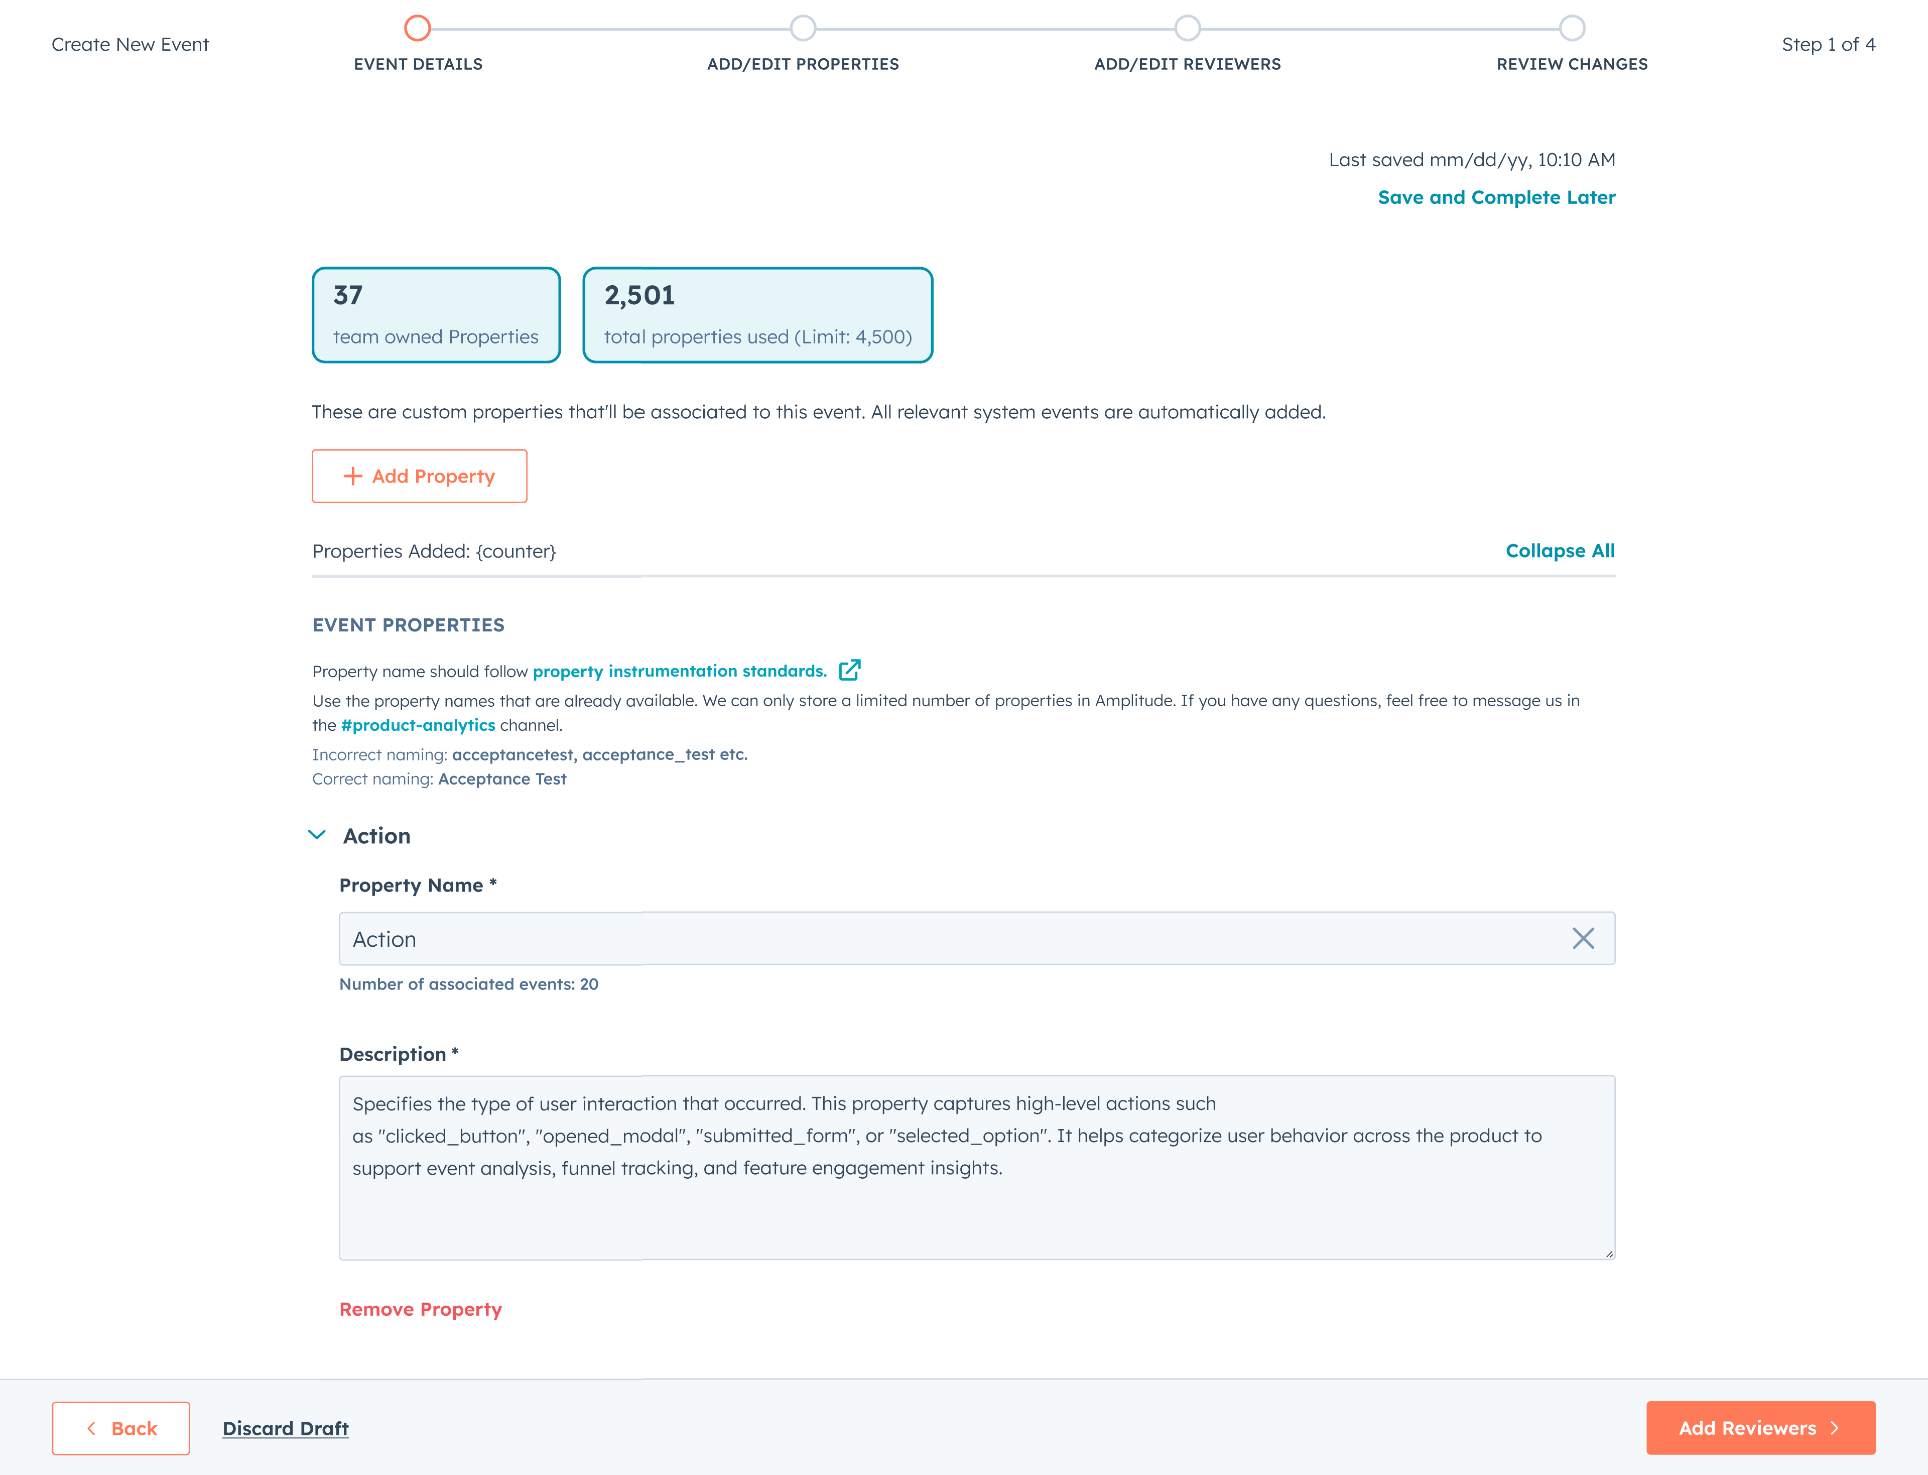 Create New Event
EVENT DETAILS
ADD/EDIT PROPERTIES
ADD/EDIT REVIEWERS
REVIEW CHANGES
Step 1 of 4
Last saved mm/dd/yy, 10:10 AM
Save and Complete Later
37
team owned Properties
2,501
total properties used (Limit: 4,500)
These are custom properties that'll be associated to this event. All relevant system events are automatically added.
Add Property
Properties Added: {counter}
Collapse All
EVENT PROPERTIES
Property name should follow property instrumentation standards.
Use the property names that are already available. We can only store a limited number of properties in Amplitude. If you have any questions, feel free to message us in
the #product-analytics channel.
Incorrect naming: acceptancetest, acceptance_test etc.
Correct naming: Acceptance Test
Action
Property Name *
Action
Number of associated events: 20
Description *
Specifies the type of user interaction that occurred. This property captures high-level actions such
as "clicked_button", "opened_modal", "submitted_form", or "selected_option". It helps categorize user behavior across the product to
support event analysis, funnel tracking, and feature engagement insights.
Remove Property
Back
Discard Draft
Add Reviewers